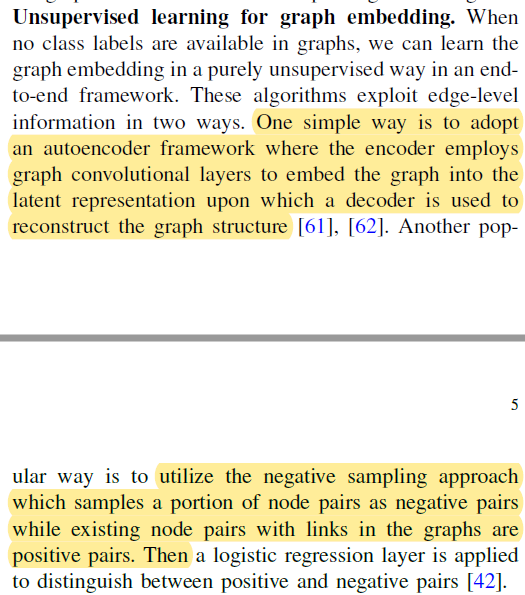 Unsupervised learning for graph embedding. When
no class labels are available in graphs, we can learn the
graph embedding in a purely unsupervised way in an end-
to-end framework. These algorithms exploit edge-level
information in two ways. One simple way is to adopt
an autoencoder framework where the encoder employs
graph convolutional layers to embed the graph into the
latent representation upon which a decoder is used to
reconstruct the graph structure [61], [62]. Another pop-
5
ular way is to utilize the negative sampling approach
which samples a portion of node pairs as negative pairs
while existing node pairs with links in the graphs are
positive pairs. Then a logistic regression layer is applied
to distinguish between positive and negative pairs [42].